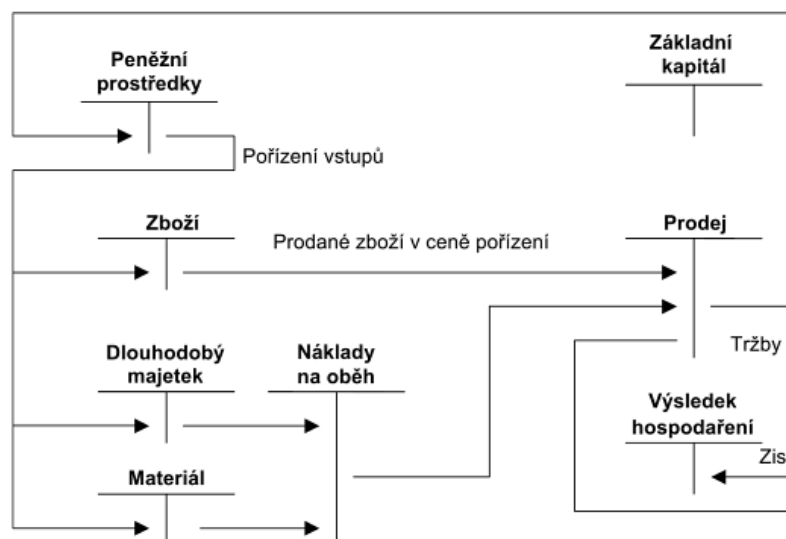 Peněžní
prostředky
Základní
kapitál
Pořízení vstupů
Zboží
Prodané zboží v ceně pořízení
Prodej
Tržby
Dlouhodobý
majetek
Náklady
na oběh
Výsledek
hospodaření
Zis
Materiál